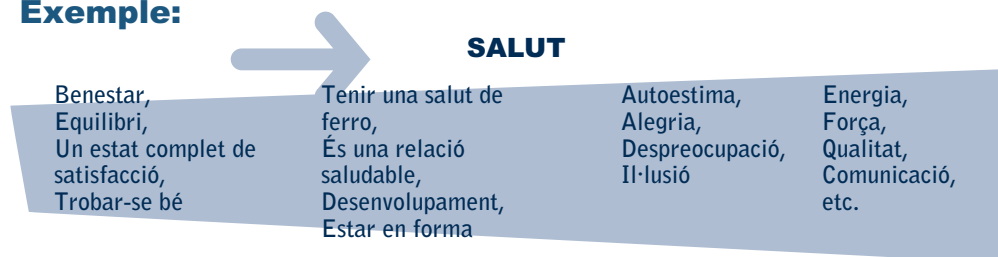 Exemple:
SALUT
Benestar,
Equilibri,
Un estat complet de
satisfacció,
Trobar-se bé
Tenir una salut de
ferro,
És una relació
saludable,
Desenvolupament,
Estar en forma
Autoestima,
Alegria,
Despreocupació,
Il·lusió
Energia,
Força,
Qualitat,
Comunicació,
etc.